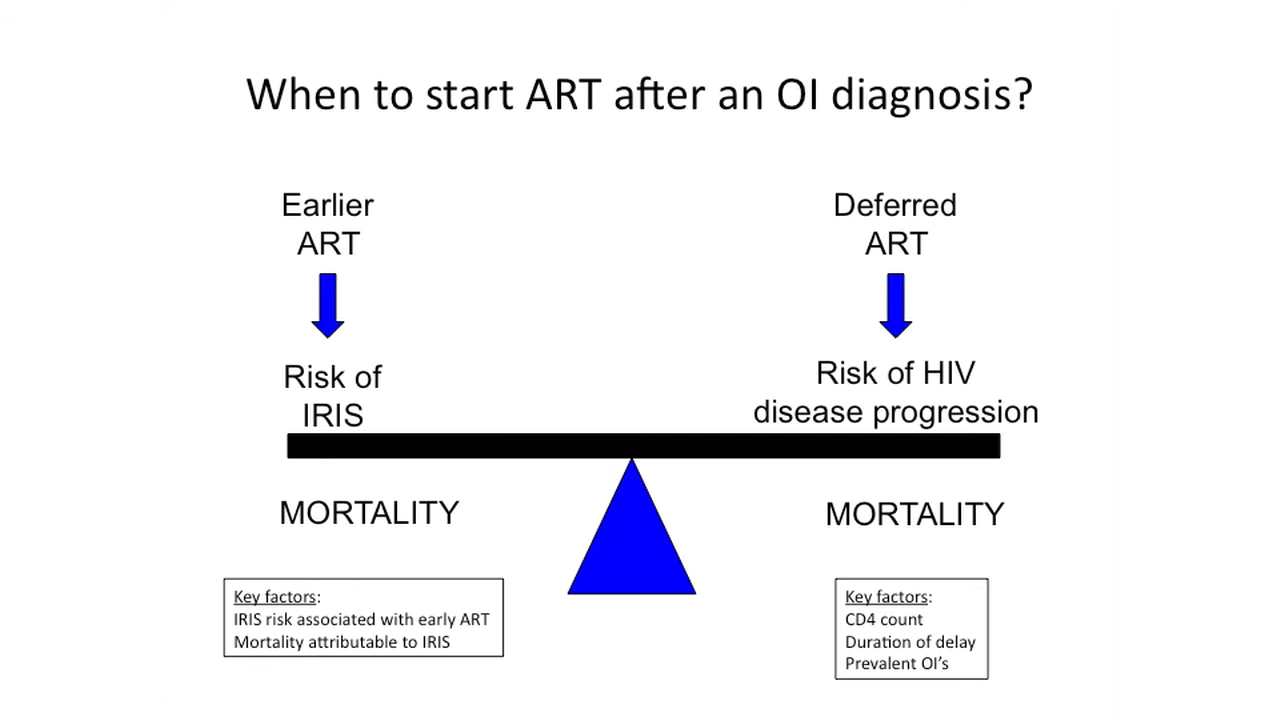 When to start ART after an OI diagnosis?
Earlier
ART
Risk of
IRIS
MORTALITY
Key factors:
IRIS risk associated with early ART
Mortality attributable to IRIS
Deferred
ART
Risk of HIV
disease progression
MORTALITY
Key factors:
CD4 count
Duration of delay
Prevalent OI's